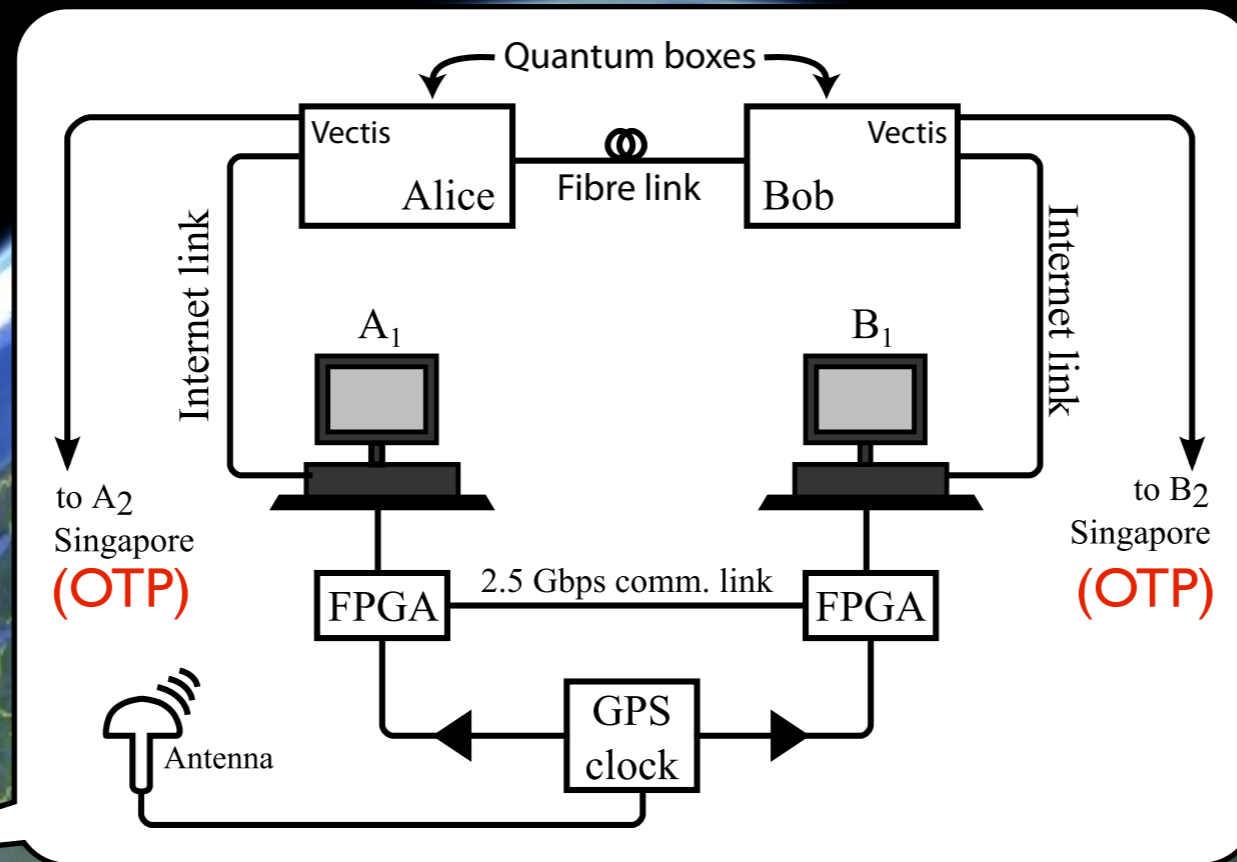 Quantum boxes
Vectis
Alice
Fibre link
Vectis
Bob
Internet link
Internet link
A₁
B₁
to A₂
Singapore
(OTP)
to B₂
Singapore
(OTP)
FPGA
2.5 Gbps comm. link
FPGA
GPS
clock
Antenna